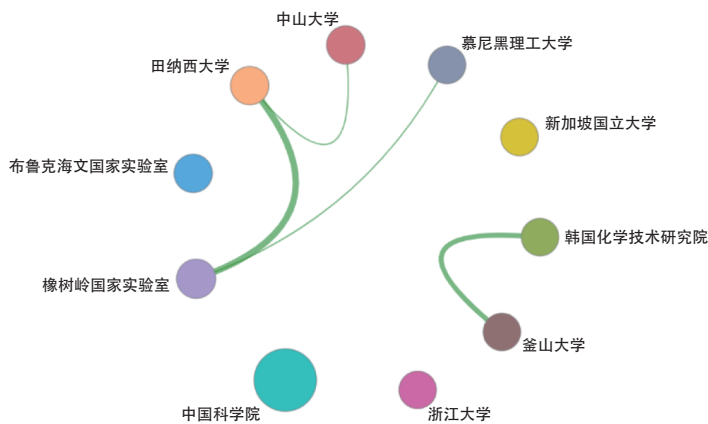 中山大学
慕尼黑理工大学
田纳西大学
新加坡国立大学
布鲁克海文国家实验室
韩国化学技术研究院
橡树岭国家实验室
釜山大学
中国科学院
浙江大学